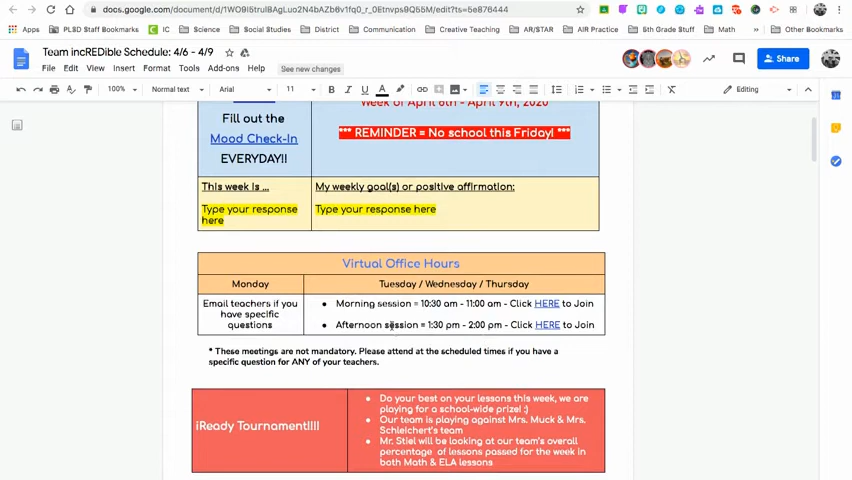 docs.google.com/document/d/1WO9I5truIBAgLuo2N4bAZb6v1fq0_r_0Etnvps9Q55M/edit?ts=5e876444
Apps
PLSD Staff Bookmarks
IC
Science
Social Studies
District
Communication
Creative Teaching
AIR Practice
5th Grade Stuff
Math
Other Bookmarks
Team incREDible Schedule: 4/6 - 4/9
File Edit View Insert Format Tools Add-ons Help See new changes
Share
100% Normal text Arial 11 Editing
Week of April 6th - April 9th, 2020
Fill out the
Mood Check-In
EVERYDAY!!
*** REMINDER = No school this Friday! ***
This week is ...
Type your response
here
My weekly goal(s) or positive affirmation:
Type your response here
Virtual Office Hours
Monday
Tuesday / Wednesday / Thursday
Email teachers if you
have specific
questions
● Morning session = 10:30 am - 11:00 am - Click HERE to Join
● Afternoon session = 1:30 pm - 2:00 pm - Click HERE to Join
* These meetings are not mandatory. Please attend at the scheduled times if you have a
specific question for ANY of your teachers.
iReady Tournament!!!!
● Do your best on your lessons this week, we are
playing for a school-wide prize! :)
● Our team is playing against Mrs. Muck & Mrs.
Schleichert's team
● Mr. Stiel will be looking at our team's overall
percentage of lessons passed for the week in
both Math & ELA lessons